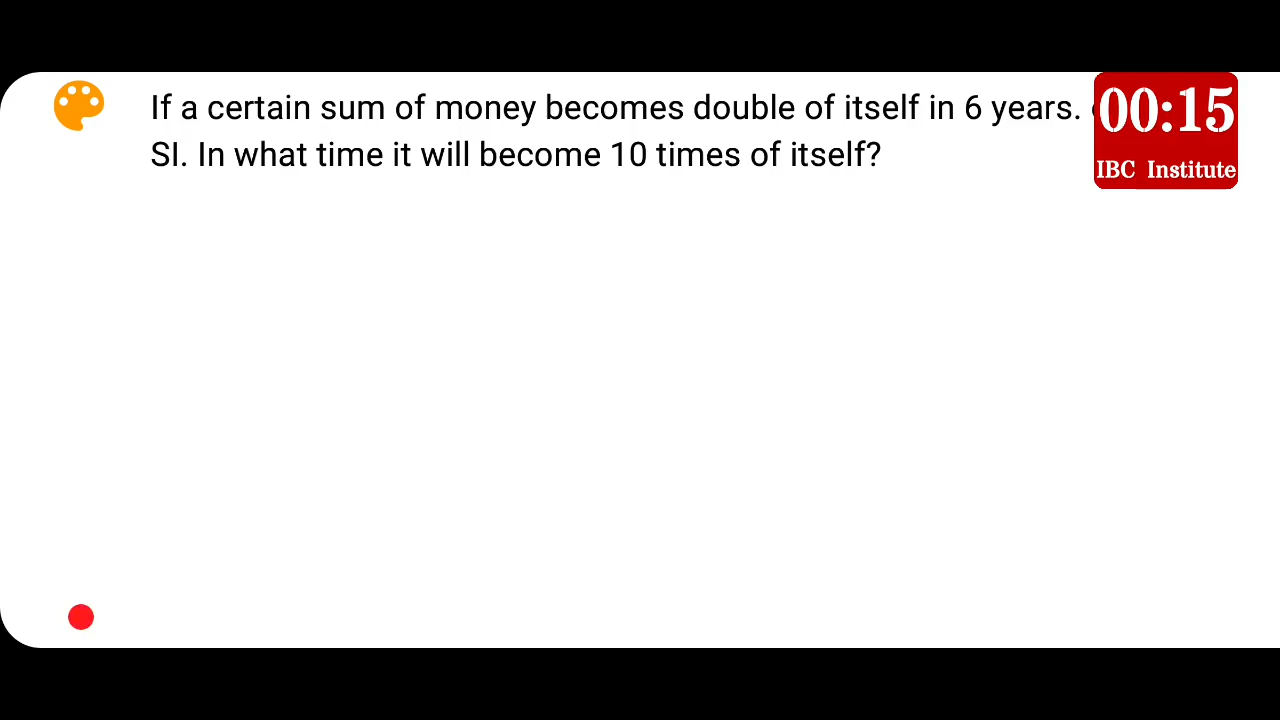 If a certain sum of money becomes double of itself in 6 years.
SI. In what time it will become 10 times of itself?
00:15
IBC Institute